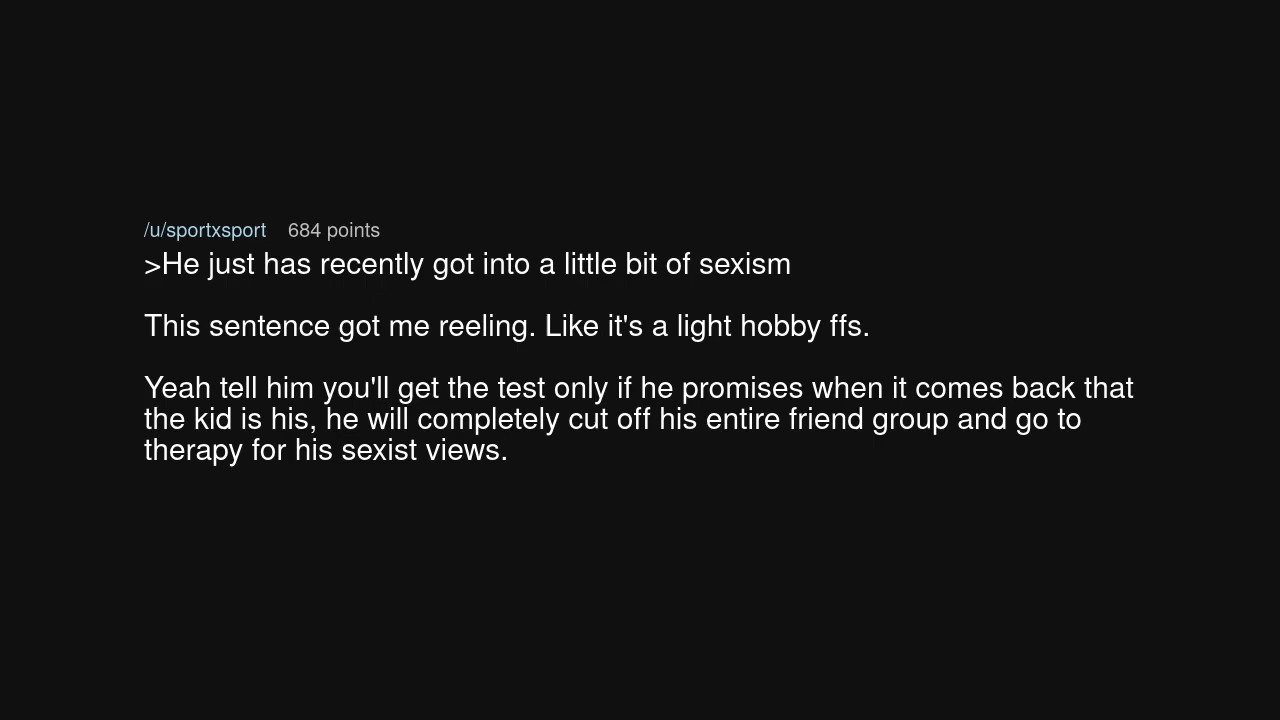 /u/sportxsport 684 points
>He just has recently got into a little bit of sexism
This sentence got me reeling. Like it's a light hobby ffs.
Yeah tell him you'll get the test only if he promises when it comes back that
the kid is his, he will completely cut off his entire friend group and go to
therapy for his sexist views.